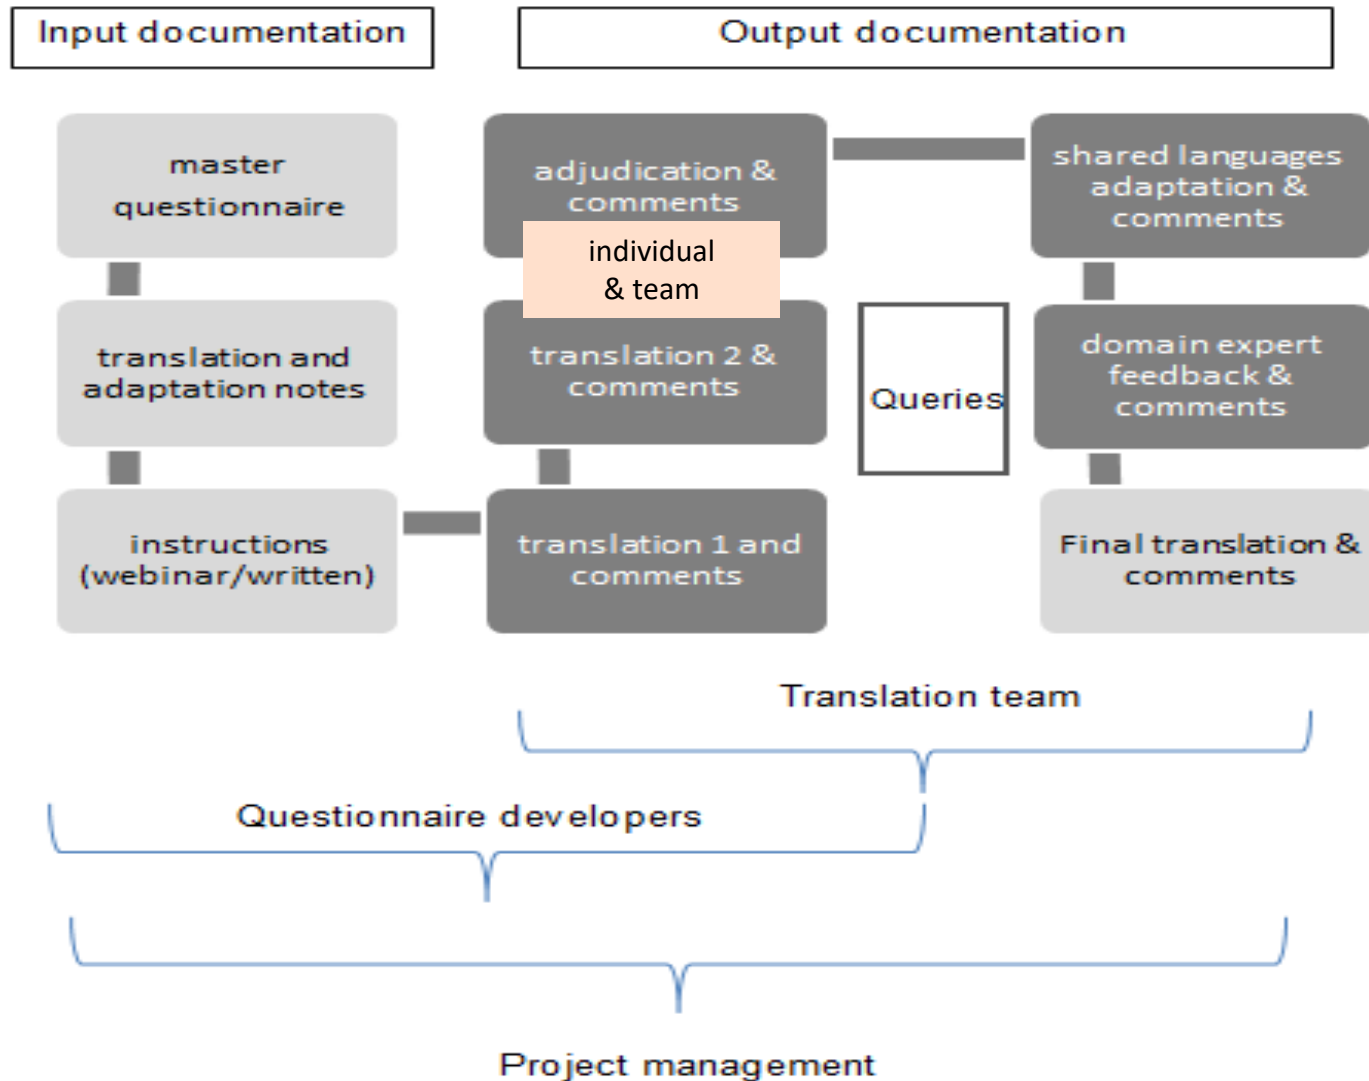 Input documentation
Output documentation
master
questionnaire
translation and
adaptation notes
instructions
(webinar/written)
adjudication &
comments
individual
& team
translation 2 &
comments
translation 1 and
comments
Queries
shared languages
adaptation &
comments
domain expert
feedback &
comments
Final translation &
comments
Translation team
Questionnaire developers
Project management